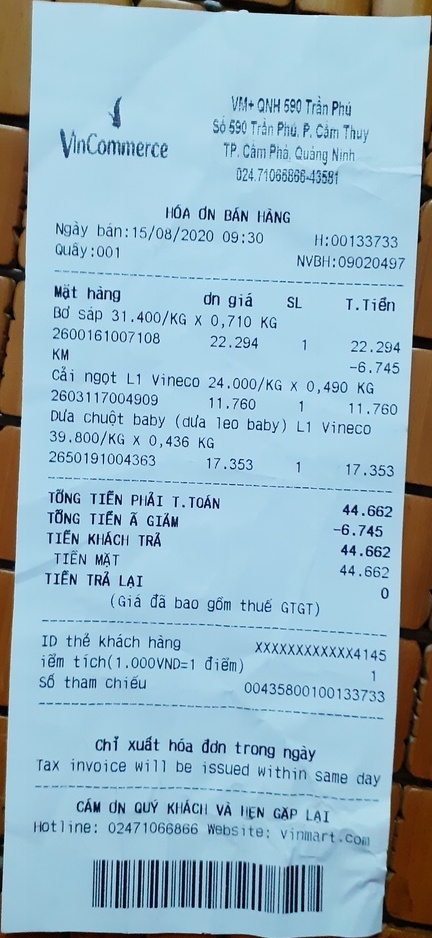 VinCommerce
VM+ QNH 590 Trần Phú
Số 590 Trần Phú, P. Cẩm Thuỷ
TP. Cẩm Phả, Quảng Ninh
024.71066866-43581
HÓA ƠN BÁN HÀNG
Ngày bán:15/08/2020 09:30 H:00133733
Quầy:001 NVBH:09020497
Mặt hàng ơn giá SL T.Tiền
Bơ sáp 31.400/KG X 0,710 KG
2600161007108 22.294 1 22.294
KM -6.745
Cải ngọt L1 Vineco 24.000/KG X 0,490 KG
2603117004909 11.760 1 11.760
Dưa chuột baby (dưa leo baby) L1 Vineco
39.800/KG X 0,436 KG
2650191004363 17.353 1 17.353
TỔNG TIỀN PHẢI T.TOÁN 44.662
TỔNG TIỀN Ã GIẢM -6.745
TIỀN KHÁCH TRẢ 44.662
TIỀN MẶT 44.662
TIỀN TRẢ LẠI 0
(Giá đã bao gồm thuế GTGT)
ID thẻ khách hàng XXXXXXXXXXXX4145
iểm tích(1.000VND=1 điểm) 1
Số tham chiếu 00435800100133733
Chỉ xuất hóa đơn trong ngày
Tax invoice will be issued within same day
CẢM ƠN QUÝ KHÁCH VÀ HẸN GẶP LẠI
Hotline: 02471066866 Website: vinmart.com